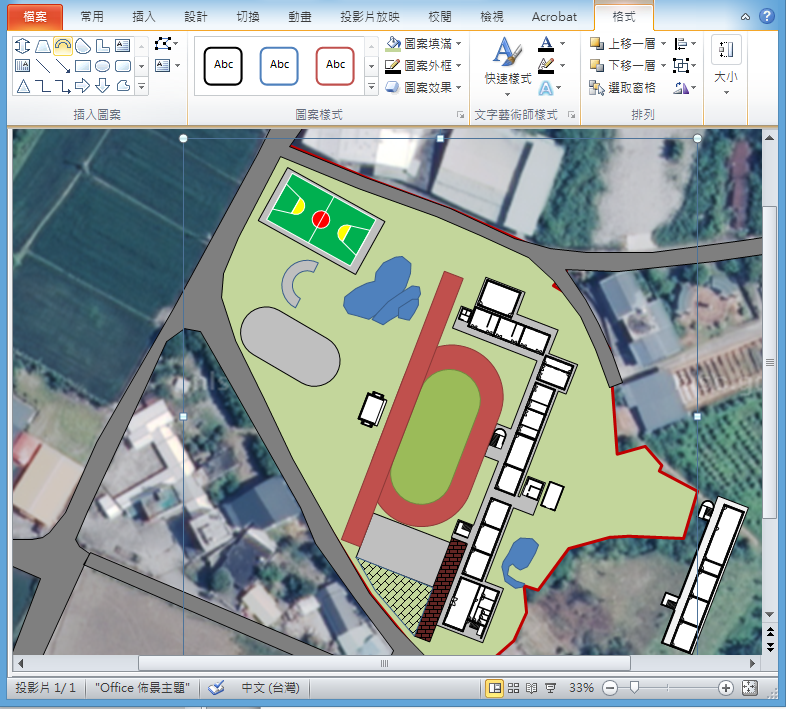 檔案 常用 插入 設計 切換 動畫 投影片放映 校閱 檢視 Acrobat 格式
Abc Abc Abc
圖案填滿
圖案外框
圖案效果
快速樣式
上移一層
下移一層
選取窗格
大小
插入圖案 圖案樣式 文字藝術師樣式 排列
投影片 1/ 1 "Office 佈景主題" 中文 (台灣) 33%